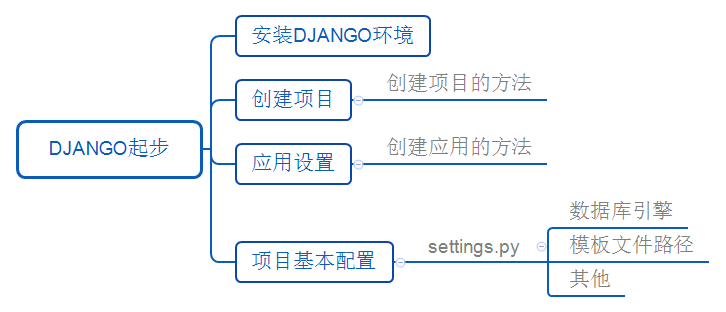 DJANGO起步
安装DJANGO环境
创建项目
创建项目的方法
应用设置
创建应用的方法
项目基本配置
settings.py
数据库引擎
模板文件路径
其他